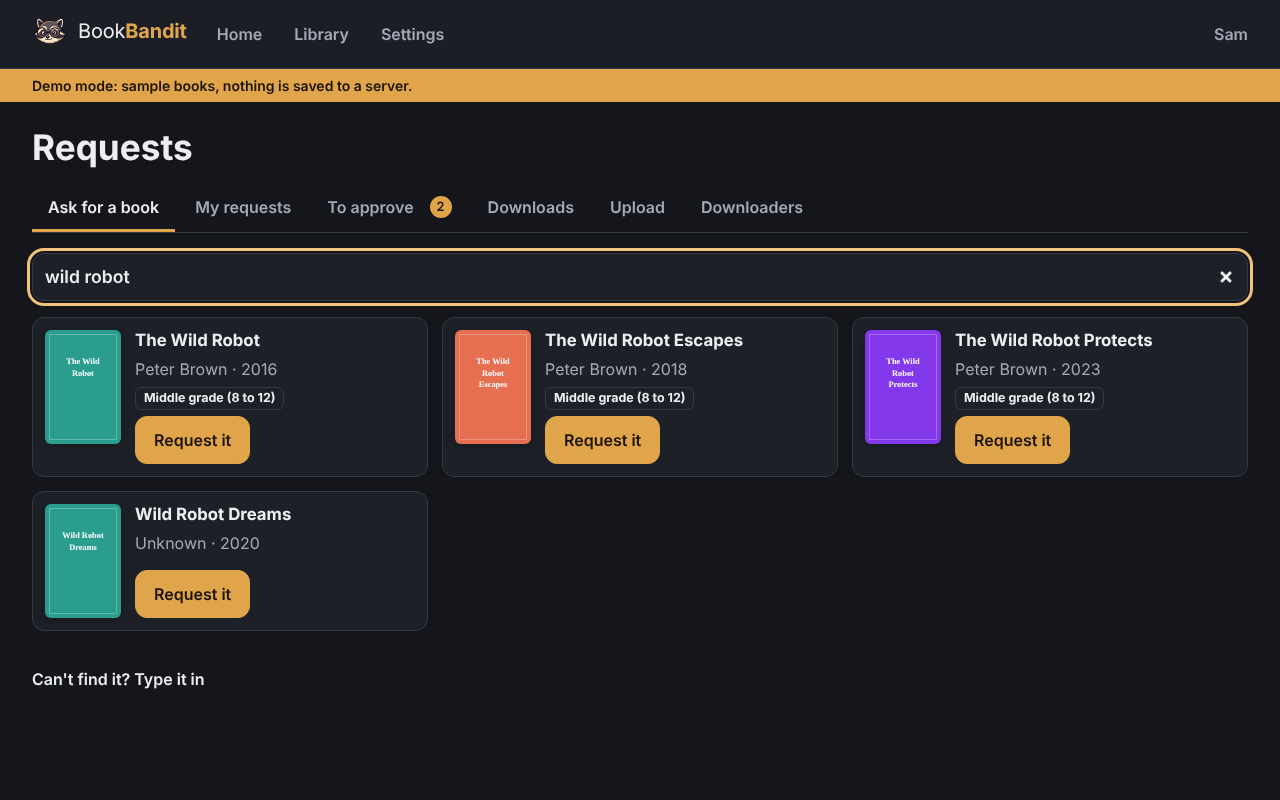 BookBandit
Home
Library
Settings
Sam
Demo mode: sample books, nothing is saved to a server.
Requests
Ask for a book
My requests
To approve 2
Downloads
Upload
Downloaders
wild robot
The Wild
Robot
The Wild Robot
Peter Brown · 2016
Middle grade (8 to 12)
Request it
The Wild
Robot
Escapes
The Wild Robot Escapes
Peter Brown · 2018
Middle grade (8 to 12)
Request it
The Wild
Robot
Protects
The Wild Robot Protects
Peter Brown · 2023
Middle grade (8 to 12)
Request it
Wild Robot
Dreams
Wild Robot Dreams
Unknown · 2020
Request it
Can't find it? Type it in